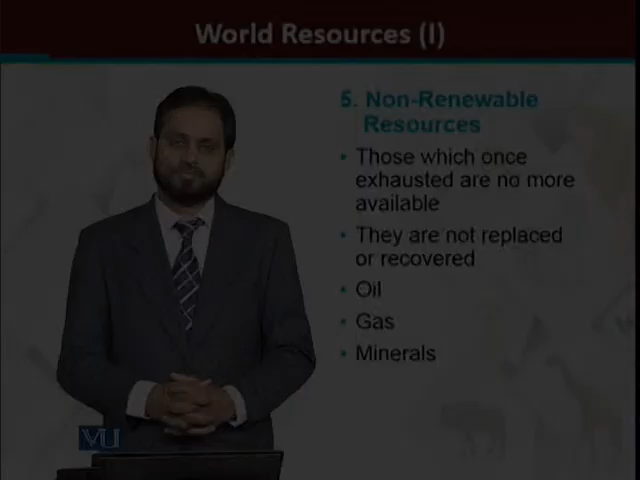 World Resources (I)
5. Non-Renewable
Resources
• Those which once
exhausted are no more
available
• They are not replaced
or recovered
• Oil
• Gas
• Minerals
VU